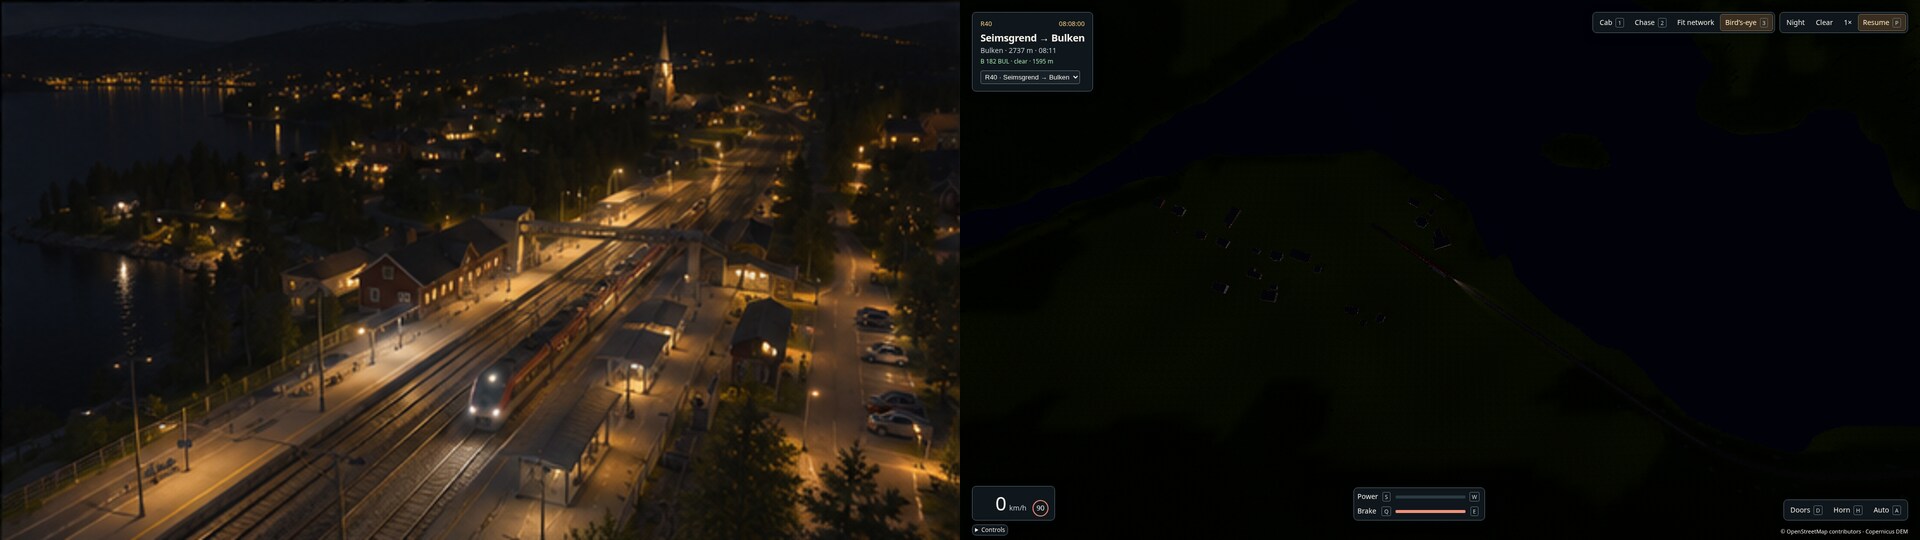 R40 08:08:00
Seimsgrend → Bulken
Bulken · 2737 m · 08:11
B 182 BUL · clear · 1595 m
R40 · Seimsgrend → Bulken
Cab 1 Chase 2 Fit network Bird's-eye 3
Night Clear 1× Resume P
0 km/h 90
Controls
Power S W
Brake Q E
Doors D Horn H Auto A
© OpenStreetMap contributors · Copernicus DEM